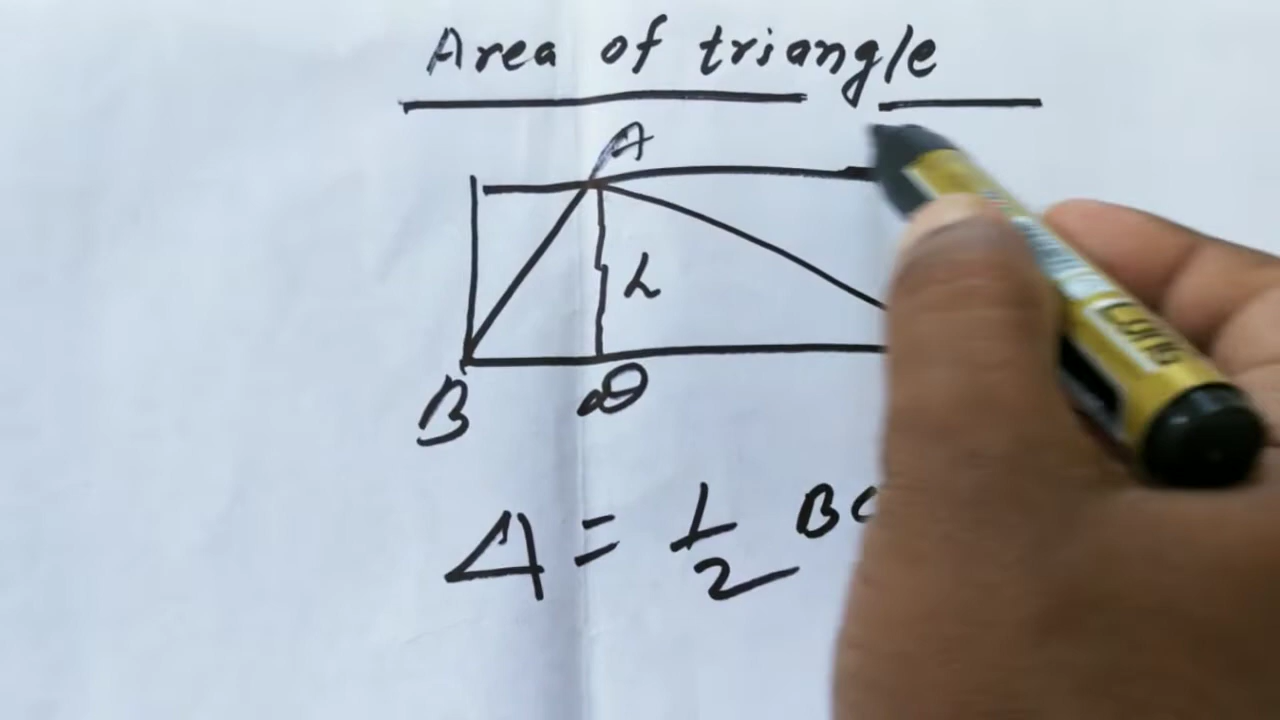 Area of triangle
A
h
B D
Δ = 1/2 BC